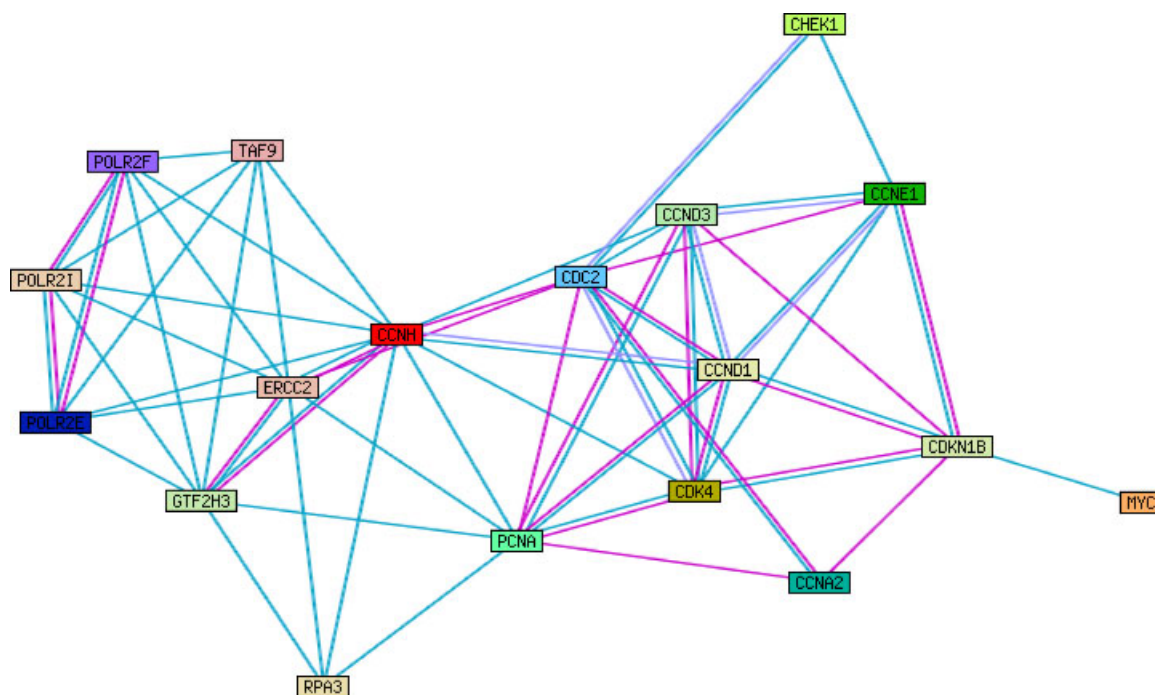 CHEK1
TAF9
POLR2F
CCNE1
CCND3
CDC2
POLR2I
CCNH
CCND1
ERCC2
POLR2E
CDKN1B
CDK4
GTF2H3
MYC
PCNA
CCNA2
RPA3